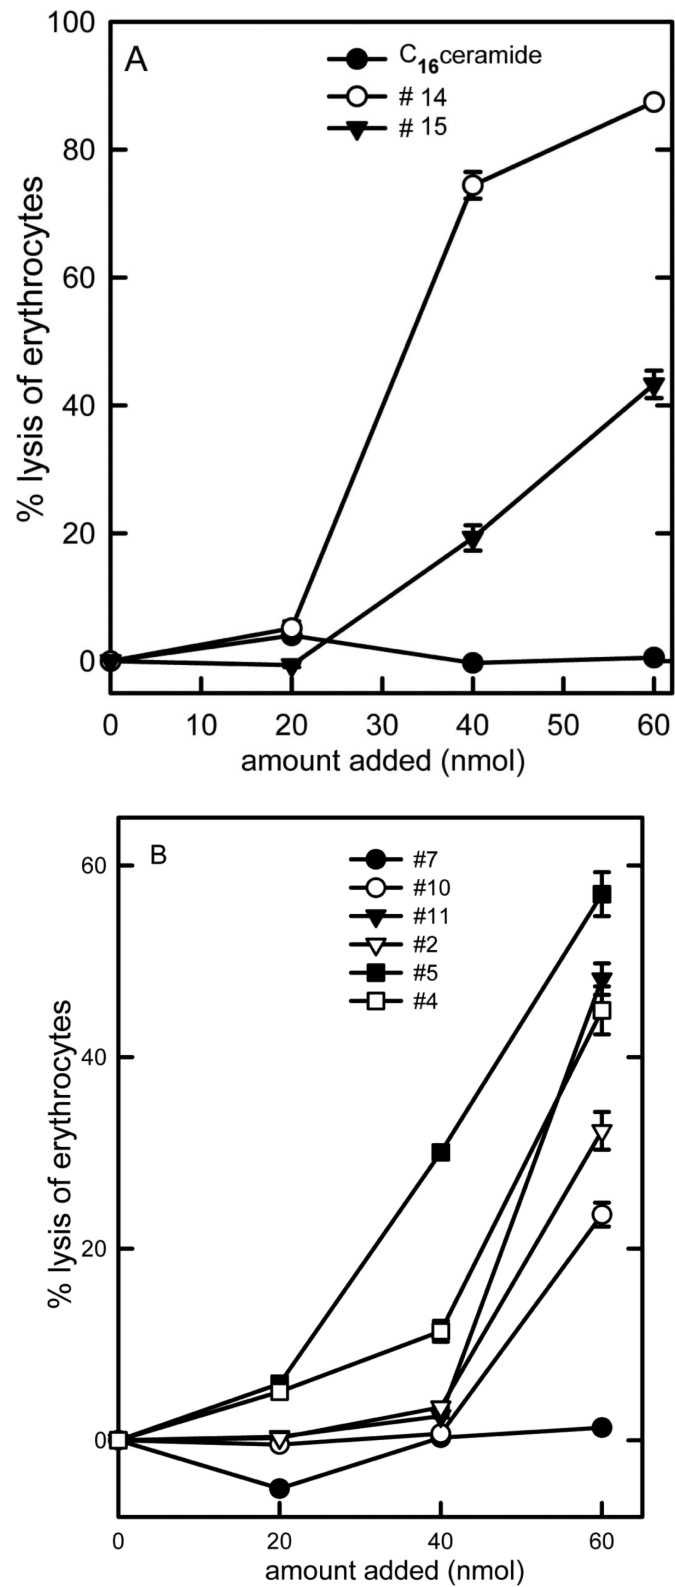 100
A
C16ceramide
# 14
# 15
80
60
40
20
0
% lysis of erythrocytes
0 10 20 30 40 50 60
amount added (nmol)
B
#7
#10
#11
#2
#5
#4
60
40
20
0
% lysis of erythrocytes
0 20 40 60
amount added (nmol)